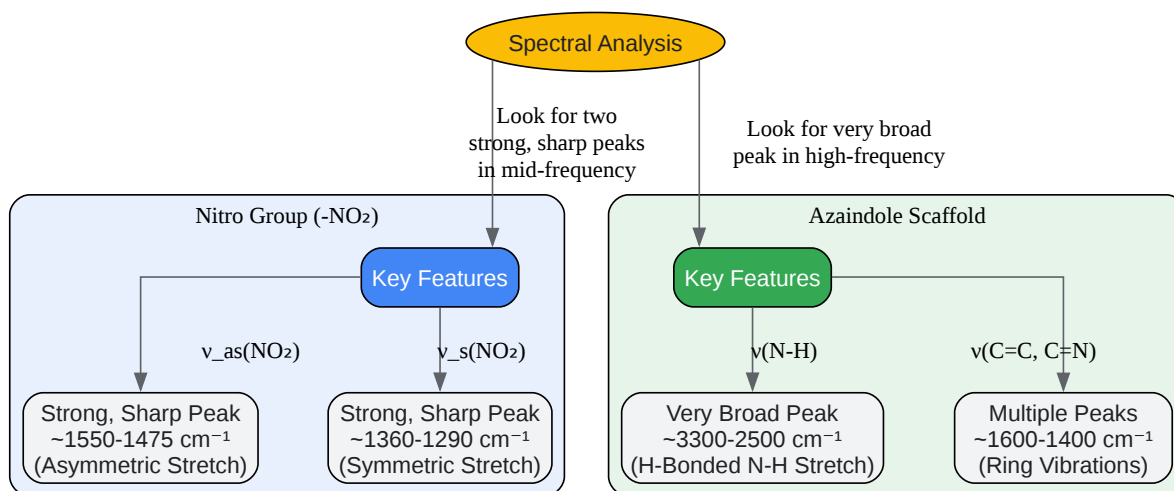 Spectral Analysis
Look for two
strong, sharp peaks
in mid-frequency
Look for very broad
peak in high-frequency
Nitro Group (-NO₂)
Key Features
ν_as(NO₂)
ν_s(NO₂)
Strong, Sharp Peak
~1550-1475 cm⁻¹
(Asymmetric Stretch)
Strong, Sharp Peak
~1360-1290 cm⁻¹
(Symmetric Stretch)
Azaindole Scaffold
Key Features
ν(N-H)
ν(C=C, C=N)
Very Broad Peak
~3300-2500 cm⁻¹
(H-Bonded N-H Stretch)
Multiple Peaks
~1600-1400 cm⁻¹
(Ring Vibrations)